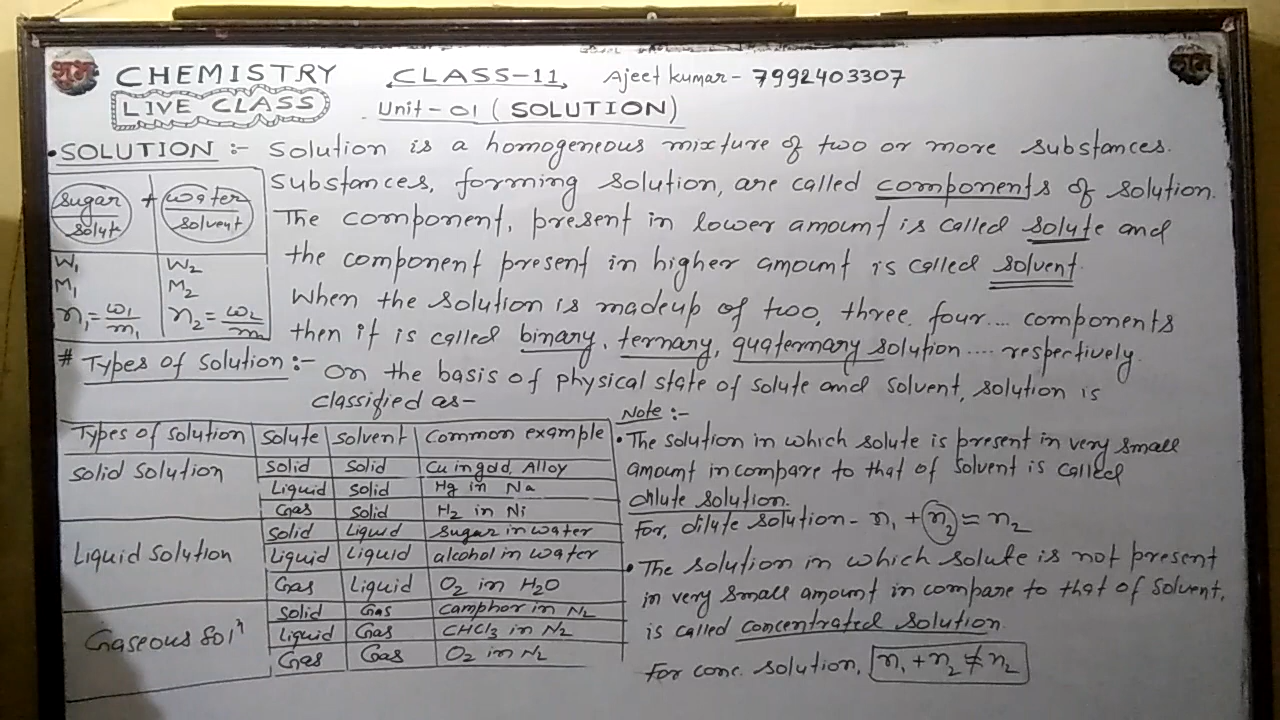 शुभ
CHEMISTRY CLASS-11 Ajeet kumar - 7992403307
लाभ
LIVE CLASS Unit - 01 (SOLUTION)
• SOLUTION :- Solution is a homogeneous mixture of two or more substances.
Substances, forming solution, are called components of solution.
The component, present in lower amount is called solute and
the component present in higher amount is called solvent
When the solution is madeup of two, three, four.... components
then if is called binary, ternary, quaternary solution .... respectively.
Sugar + water
Solut Solvent
W₁ W₂
M₁ M₂
n₁ = ω₁/m₁ n₂ = ω₂/m
# Types of Solution :-
On the basis of physical state of solute and solvent, solution is
classified as-
Types of solution Solute Solvent Common example
Solid Solution
Solid Solid Cu in gold, Alloy
Liquid Solid Hg in Na
Gas Solid H₂ in Ni
Liquid Solution
Solid Liquid Sugar in water
Liquid Liquid alcohol in water
Gas Liquid O₂ in H₂O
Gaseous Solⁿ
Solid Gas Camphor in N₂
Liquid Gas CHCl₃ in N₂
Gas Gas O₂ in N₂
Note :-
• The solution in which solute is present in very small
amount in compare to that of solvent is called
dilute solution.
for, dilute solution - n₁ + n₂ = n₂
• The solution in which solute is not present
in very small amount in compare to that of solvent,
is called concentrated solution.
for conc. solution, n₁ + n₂ ≠ n₂